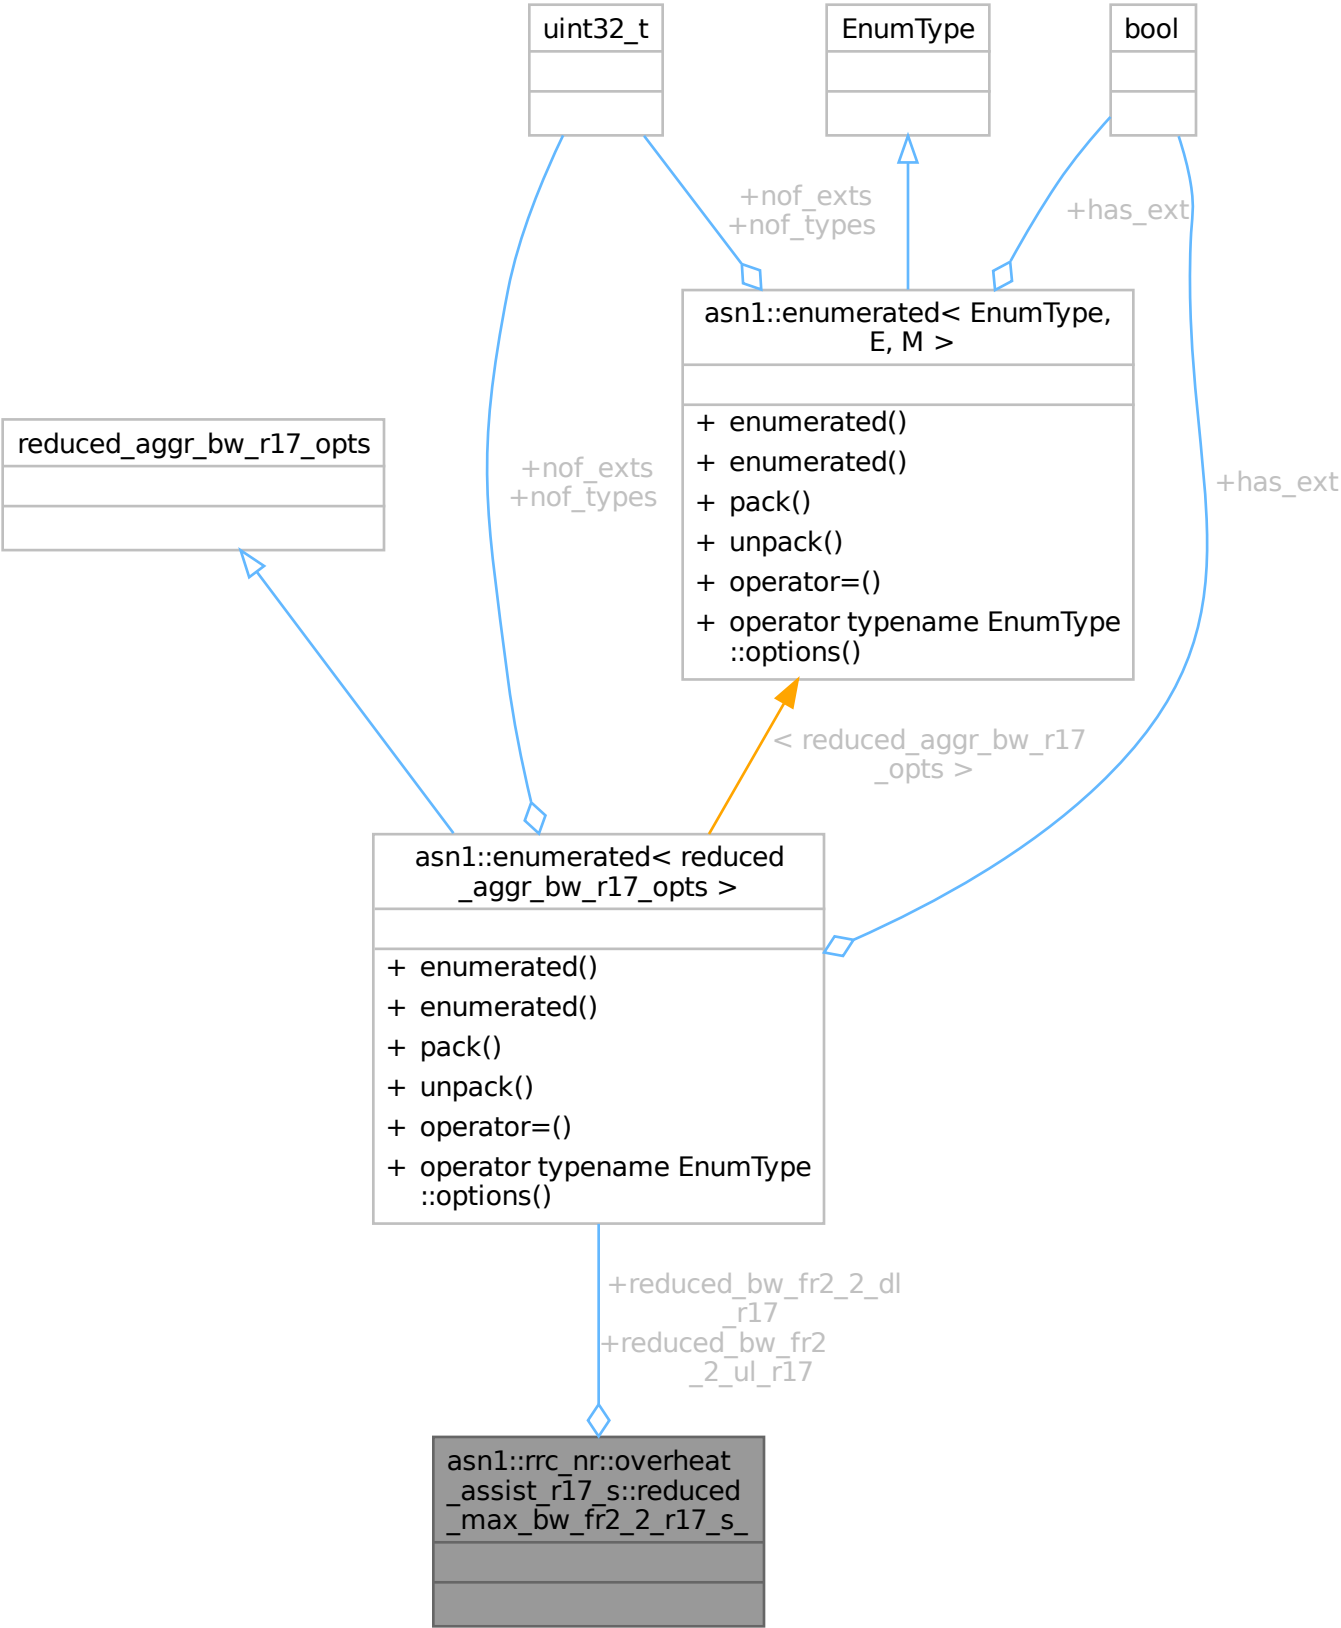 uint32_t
EnumType
bool
+nof_exts
+nof_types
+has_ext
asn1::enumerated< EnumType,
E, M >
+ enumerated()
+ enumerated()
+ pack()
+ unpack()
+ operator=()
+ operator typename EnumType
::options()
reduced_aggr_bw_r17_opts
+nof_exts
+nof_types
+has_ext
< reduced_aggr_bw_r17
_opts >
asn1::enumerated< reduced
_aggr_bw_r17_opts >
+ enumerated()
+ enumerated()
+ pack()
+ unpack()
+ operator=()
+ operator typename EnumType
::options()
+reduced_bw_fr2_2_dl
_r17
+reduced_bw_fr2
_2_ul_r17
asn1::rrc_nr::overheat
_assist_r17_s::reduced
_max_bw_fr2_2_r17_s_